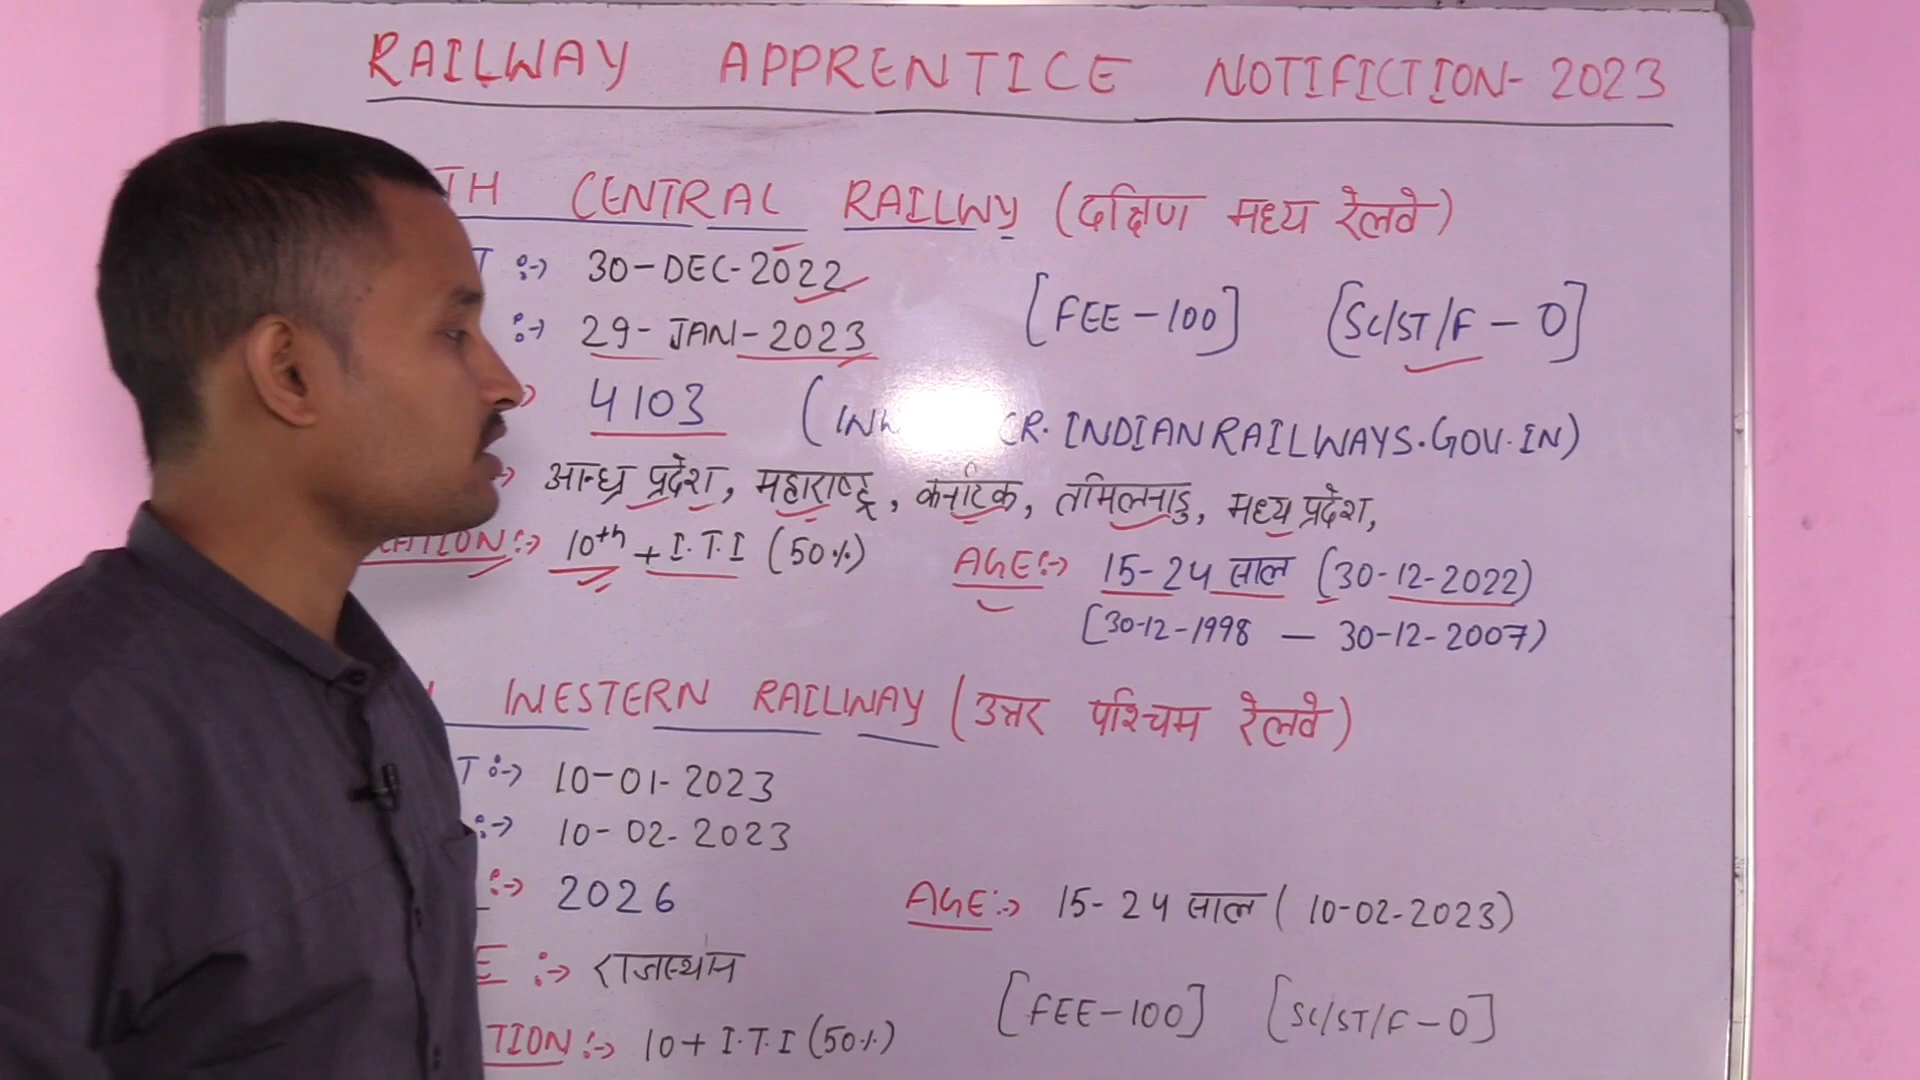 RAILWAY APPRENTICE NOTIFICTION- 2023
TH CENTRAL RAILWY (दक्षिण मध्य रेलवे)
T :-> 30-DEC-2022
:-> 29-JAN-2023 [FEE-100] [SC/ST/F-0]
4103 ( CR.INDIANRAILWAYS.GOV.IN)
आन्ध्र प्रदेश, महाराष्ट्र, कर्नाटिक, तमिलनाडु, मध्य प्रदेश,
CATION:-> 10th + I.T.I (50%) AGE:-> 15-24 साल (30-12-2022)
[30-12-1998 — 30-12-2007)
WESTERN RAILWAY (उत्तर पश्चिम रेलवे)
T :-> 10-01-2023
:-> 10-02-2023
:-> 2026 AGE:-> 15-24 साल (10-02-2023)
E :-> राजस्थान
TION:-> 10+I.T.I (50%) [FEE-100] [SC/ST/F-0]